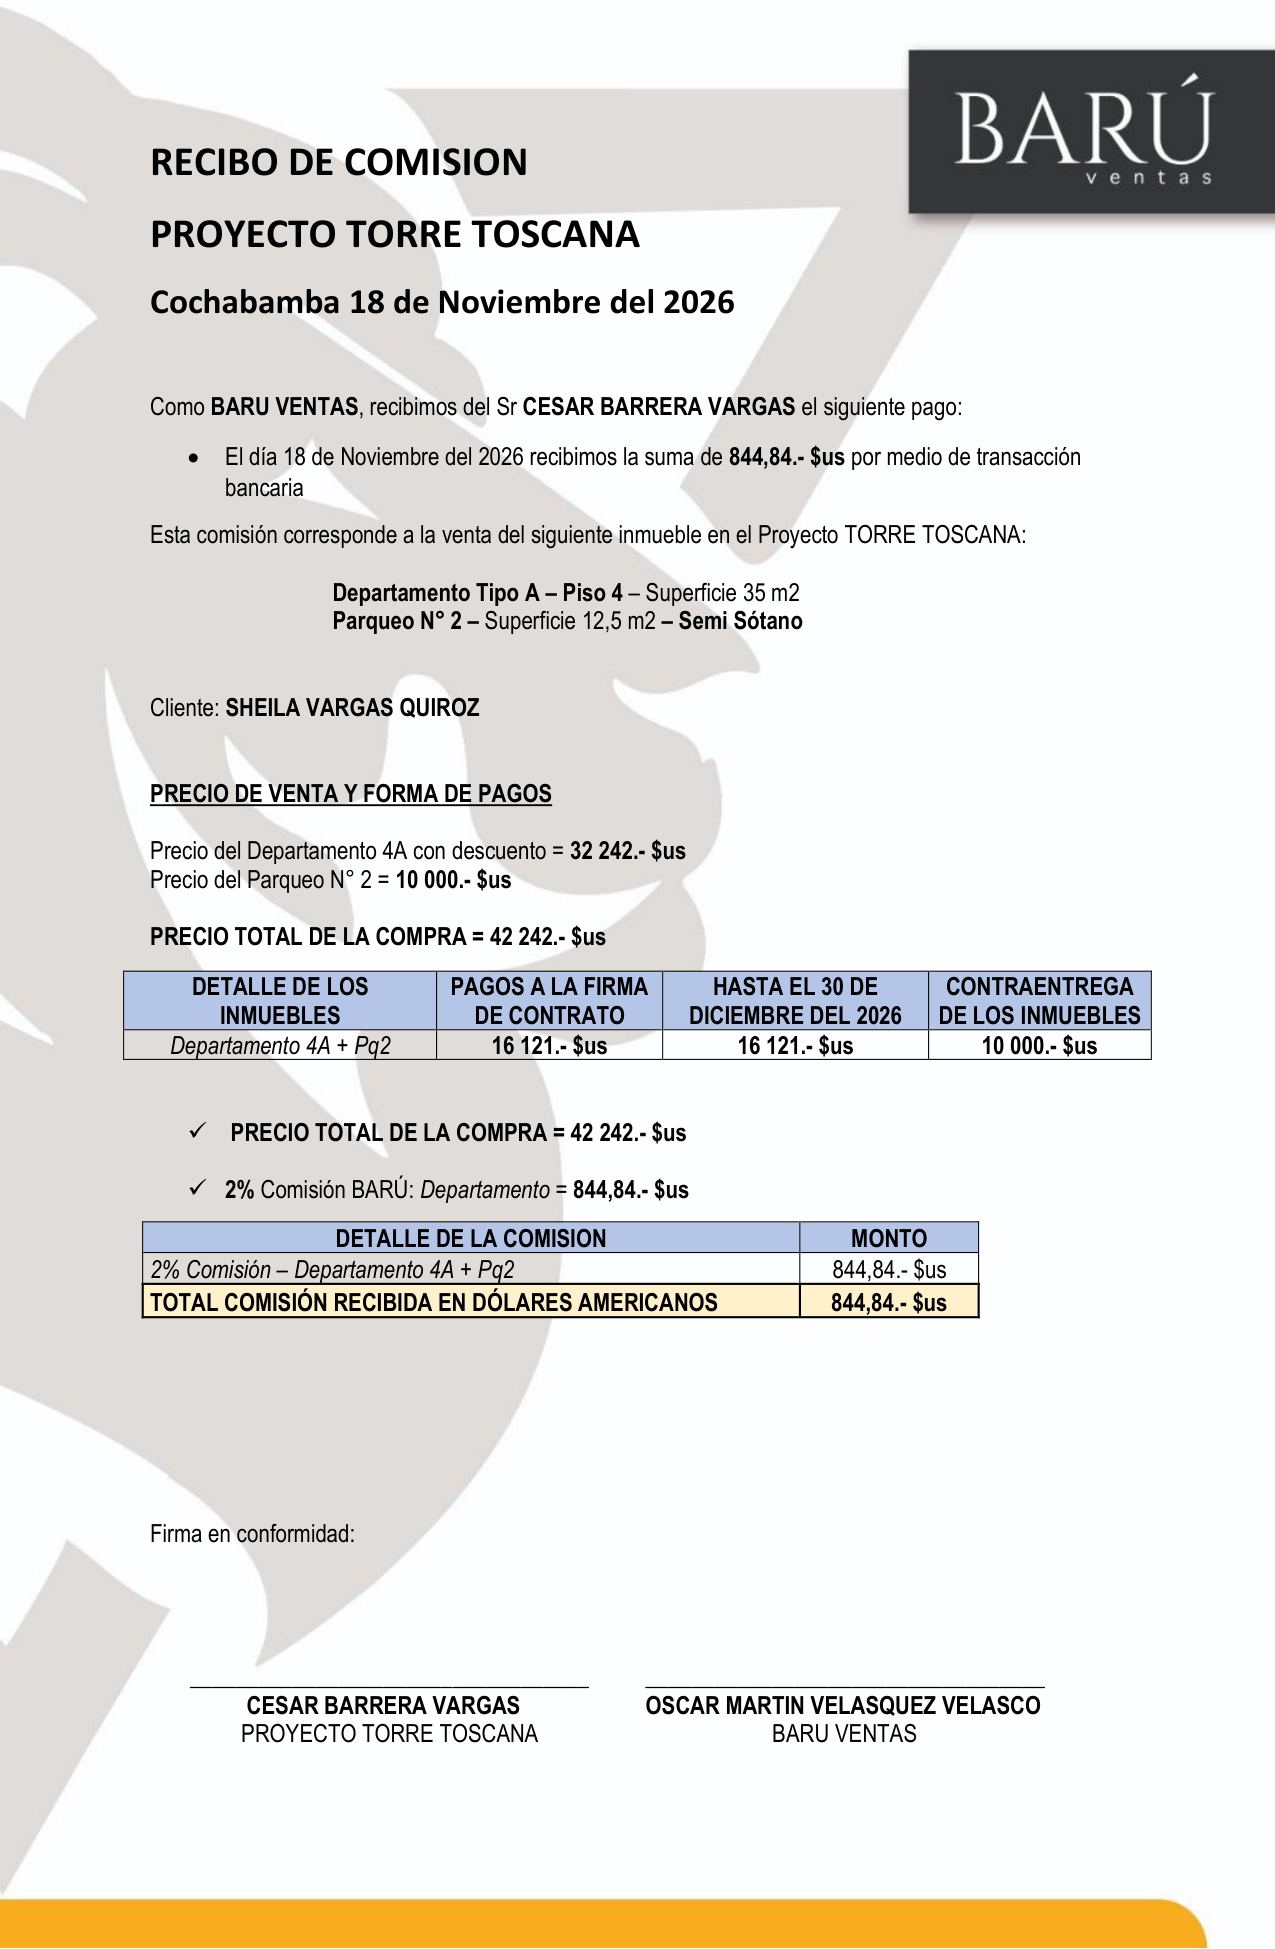 BARÚ
ventas
RECIBO DE COMISION
PROYECTO TORRE TOSCANA
Cochabamba 18 de Noviembre del 2026
Como BARU VENTAS, recibimos del Sr CESAR BARRERA VARGAS el siguiente pago:
• El día 18 de Noviembre del 2026 recibimos la suma de 844,84.- $us por medio de transacción
bancaria
Esta comisión corresponde a la venta del siguiente inmueble en el Proyecto TORRE TOSCANA:
Departamento Tipo A – Piso 4 – Superficie 35 m2
Parqueo N° 2 – Superficie 12,5 m2 – Semi Sótano
Cliente: SHEILA VARGAS QUIROZ
PRECIO DE VENTA Y FORMA DE PAGOS
Precio del Departamento 4A con descuento = 32 242.- $us
Precio del Parqueo N° 2 = 10 000.- $us
PRECIO TOTAL DE LA COMPRA = 42 242.- $us
DETALLE DE LOS INMUEBLES PAGOS A LA FIRMA DE CONTRATO HASTA EL 30 DE DICIEMBRE DEL 2026 CONTRAENTREGA DE LOS INMUEBLES
Departamento 4A + Pq2 16 121.- $us 16 121.- $us 10 000.- $us
✓ PRECIO TOTAL DE LA COMPRA = 42 242.- $us
✓ 2% Comisión BARÚ: Departamento = 844,84.- $us
DETALLE DE LA COMISION MONTO
2% Comisión – Departamento 4A + Pq2 844,84.- $us
TOTAL COMISIÓN RECIBIDA EN DÓLARES AMERICANOS 844,84.- $us
Firma en conformidad:
CESAR BARRERA VARGAS OSCAR MARTIN VELASQUEZ VELASCO
PROYECTO TORRE TOSCANA BARU VENTAS